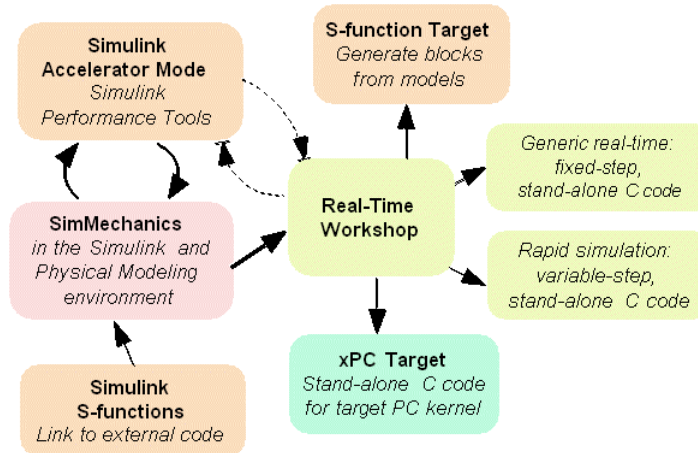 Simulink
Accelerator Mode
Simulink
Performance Tools
S-function Target
Generate blocks
from models
Generic real-time:
fixed-step,
stand-alone C code
SimMechanics
in the Simulink and
Physical Modeling
environment
Real-Time
Workshop
Rapid simulation:
variable-step,
stand-alone C code
Simulink
S-functions
Link to external code
xPC Target
Stand-alone C code
for target PC kernel